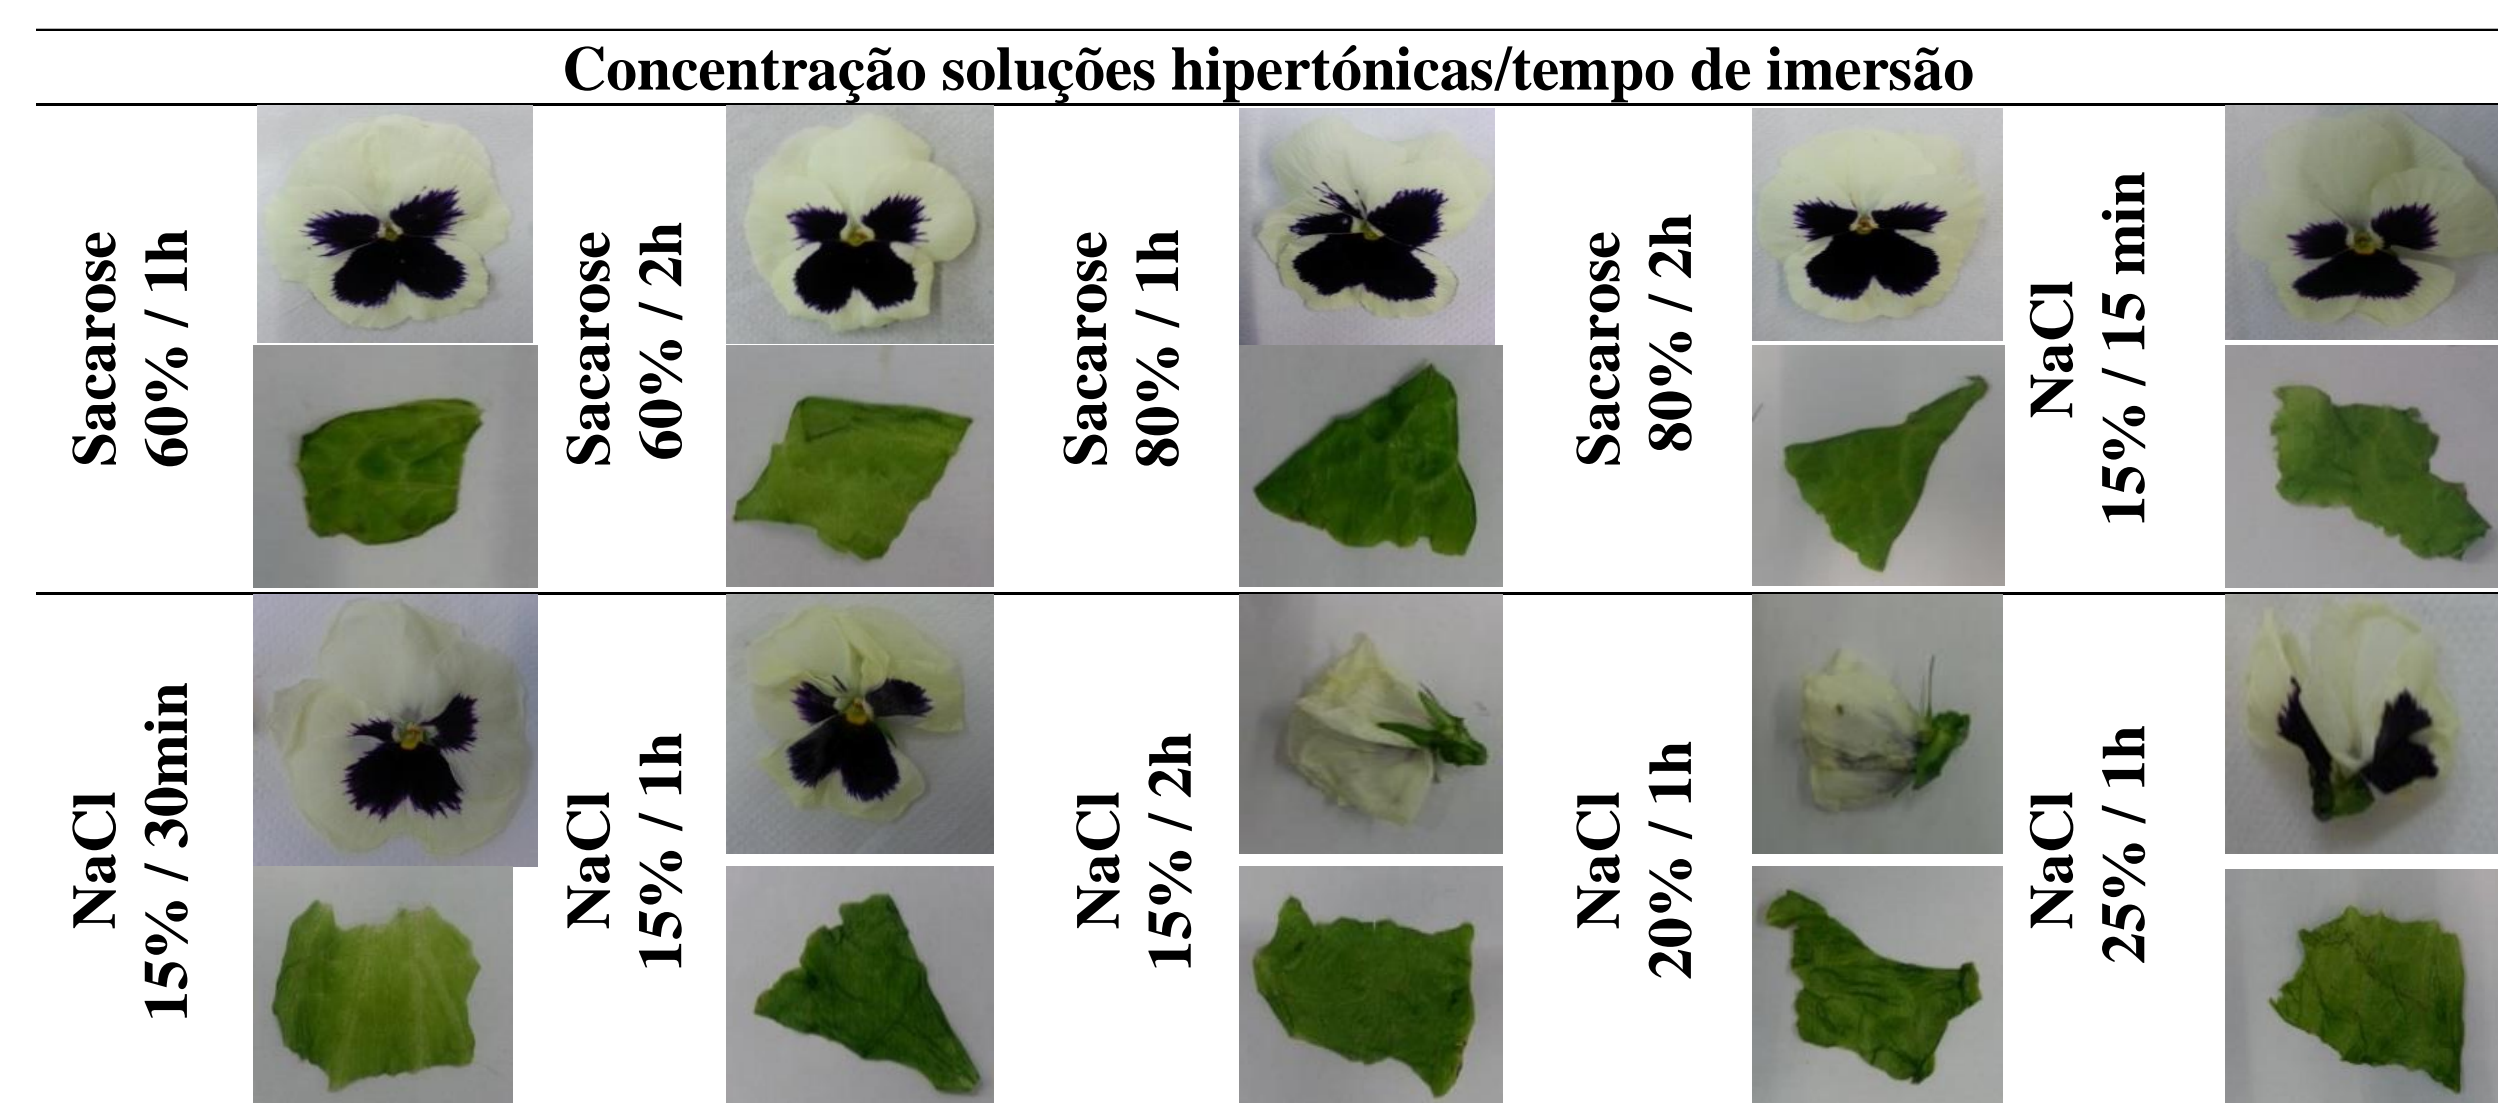 Concentração soluções hipertónicas/tempo de imersão
Sacarose
60% / 1h
Sacarose
60% / 2h
Sacarose
80% / 1h
Sacarose
80% / 2h
NaCl
15% / 15 min
NaCl
15% / 30min
NaCl
15% / 1h
NaCl
15% / 2h
NaCl
20% / 1h
NaCl
25% / 1h